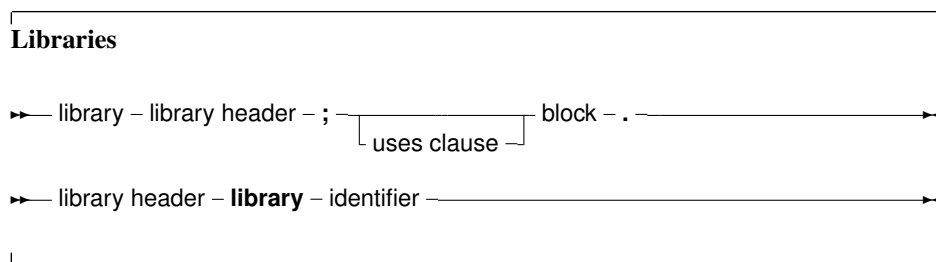 Libraries
library – library header – ; – block – .
uses clause
library header – library – identifier